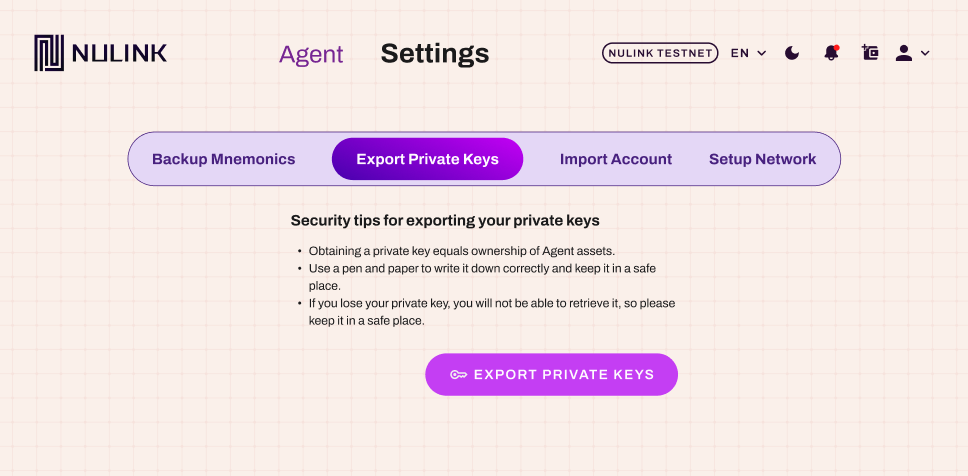 NULINK
Agent Settings
NULINK TESTNET EN
Backup Mnemonics Export Private Keys Import Account Setup Network
Security tips for exporting your private keys
• Obtaining a private key equals ownership of Agent assets.
• Use a pen and paper to write it down correctly and keep it in a safe
place.
• If you lose your private key, you will not be able to retrieve it, so please
keep it in a safe place.
EXPORT PRIVATE KEYS